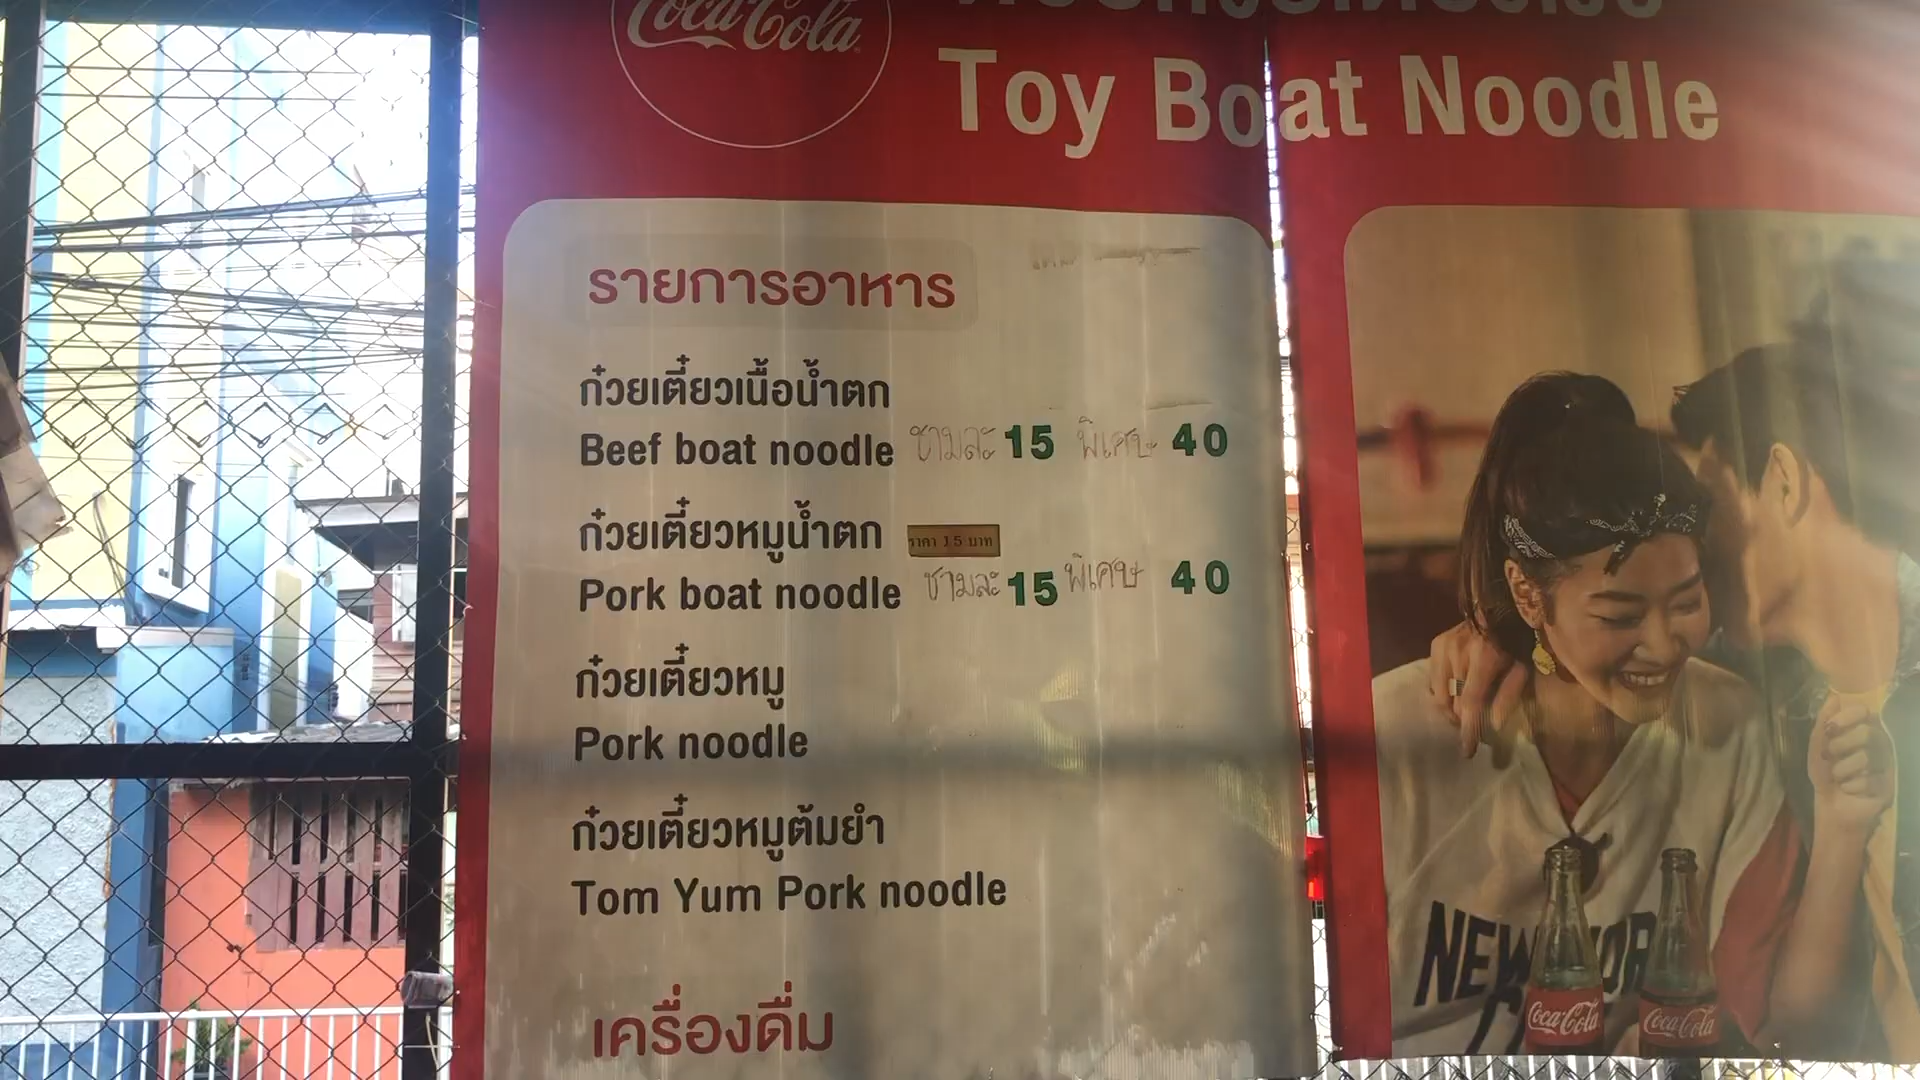 Coca-Cola
Toy Boat Noodle
รายการอาหาร
ก๋วยเตี๋ยวเนื้อน้ำตก
Beef boat noodle ชามละ 15 พิเศษ 40
ก๋วยเตี๋ยวหมูน้ำตก ราคา 15 บาท
Pork boat noodle ชามละ 15 พิเศษ 40
ก๋วยเตี๋ยวหมู
Pork noodle
ก๋วยเตี๋ยวหมูต้มยำ
Tom Yum Pork noodle
เครื่องดื่ม
NEW
Coca-Cola
Coca-Cola